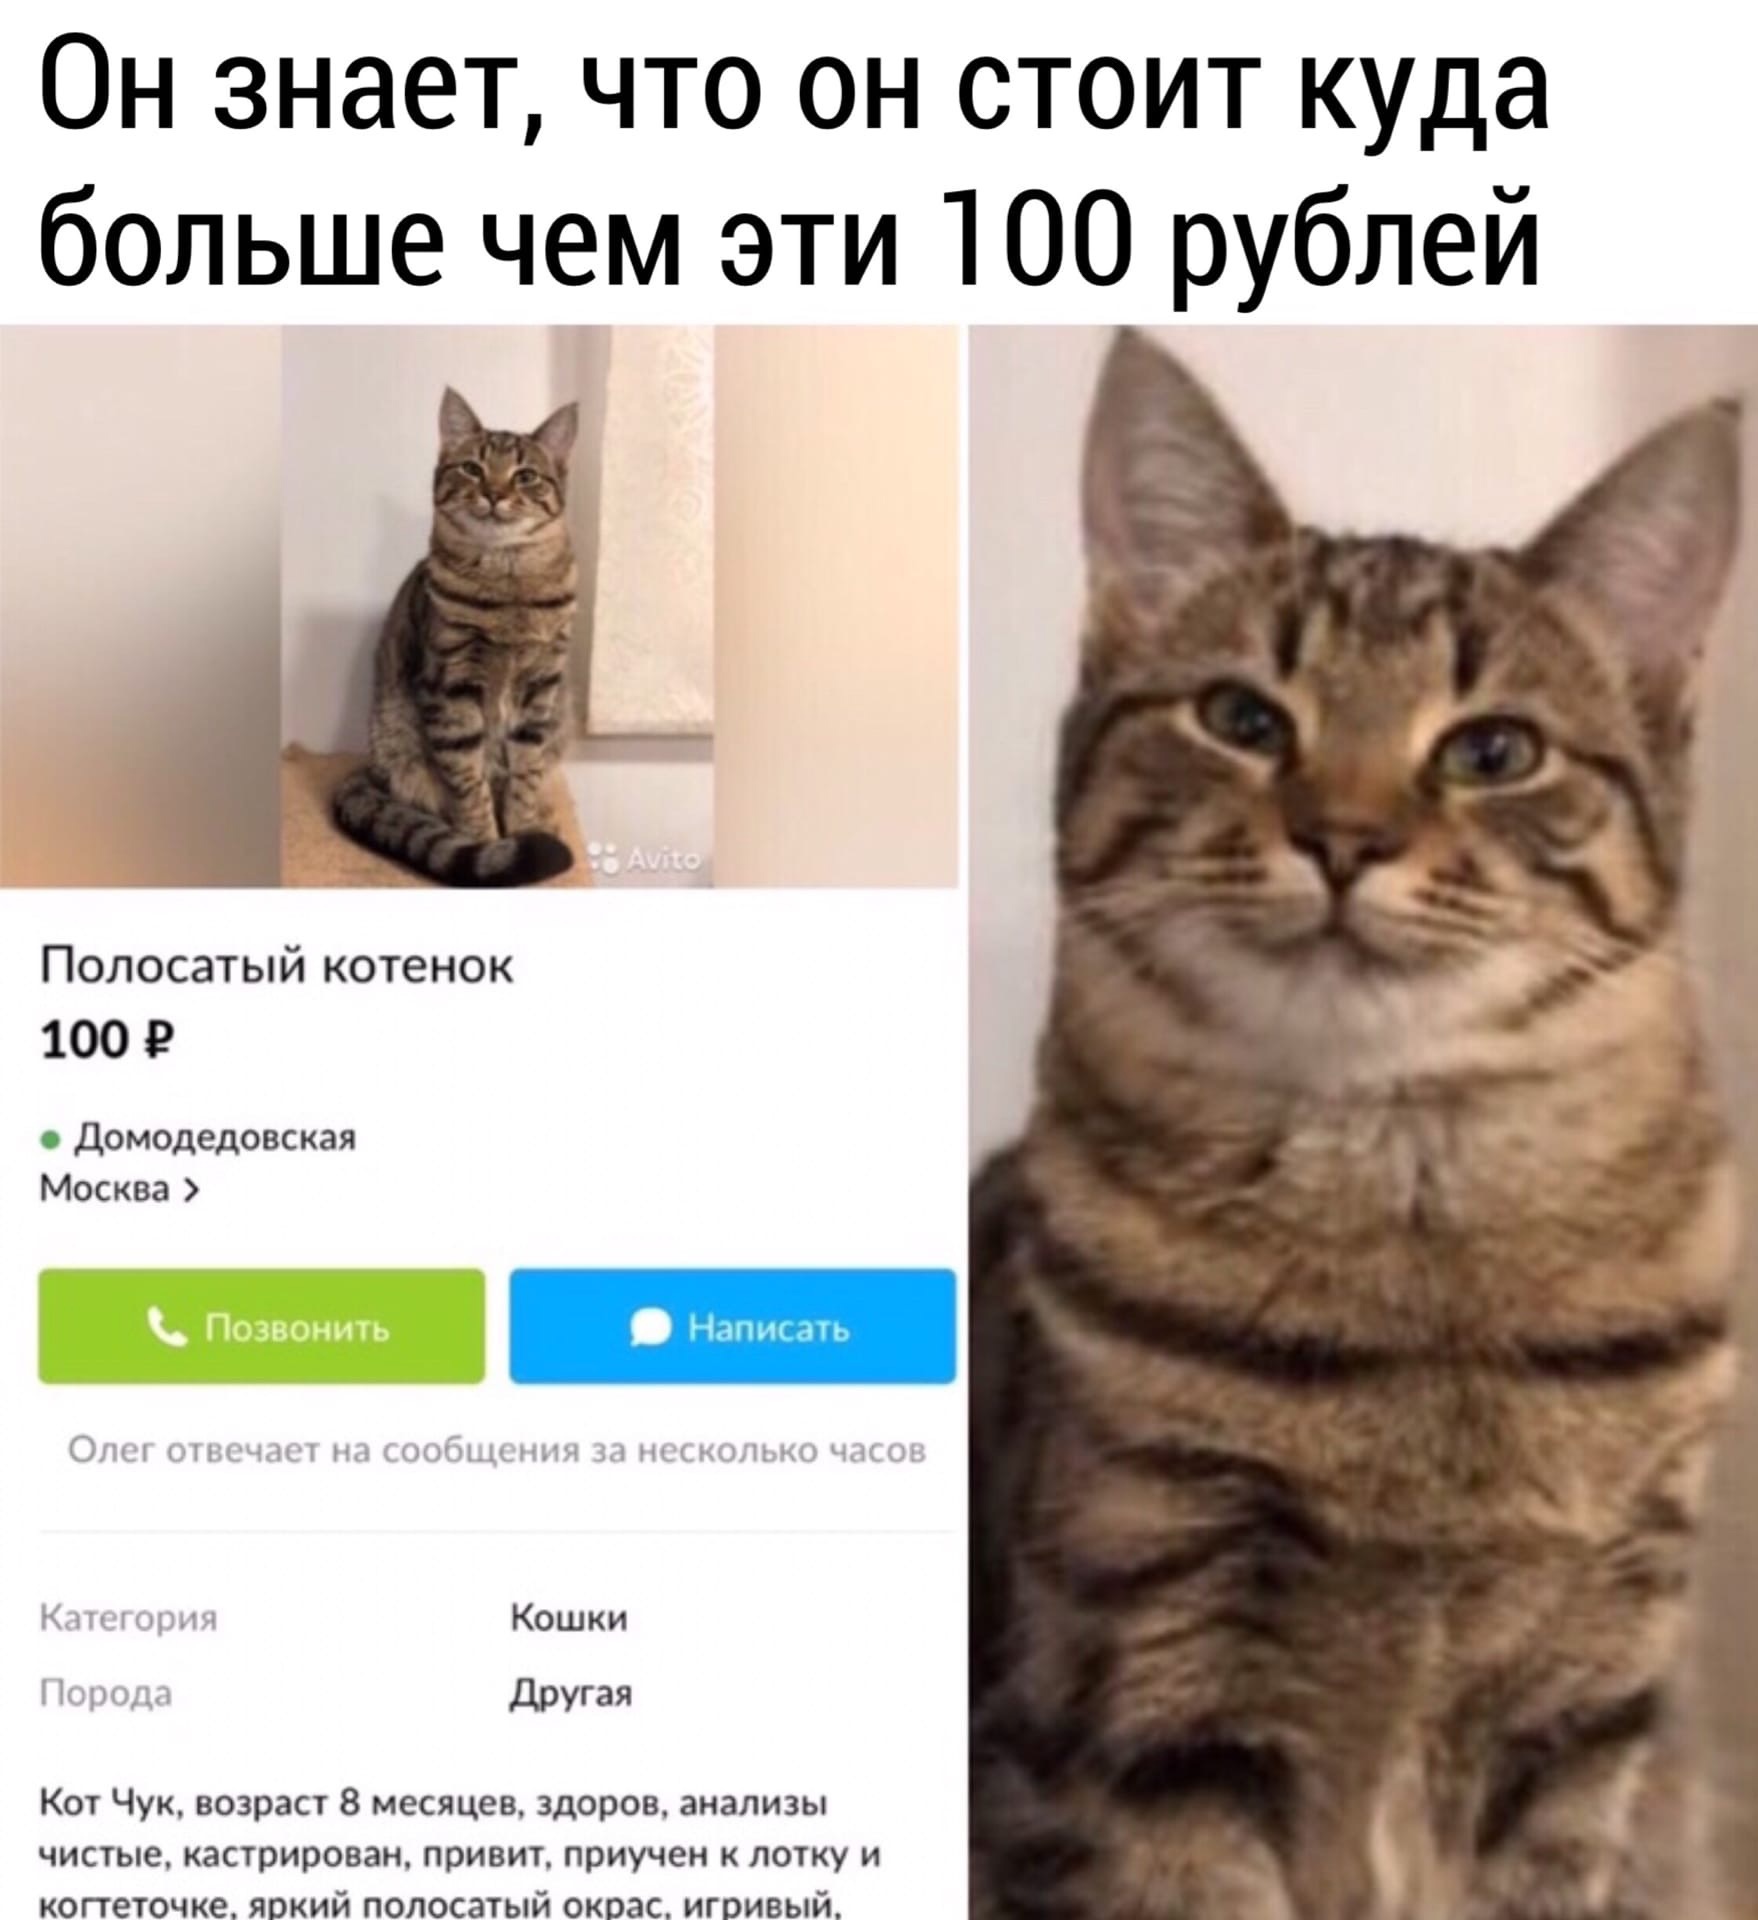 Он знает, что он стоит куда
больше чем эти 100 рублей
Avito
Полосатый котенок
100 ₽
Домодедовская
Москва >
Позвонить
Написать
Олег отвечает на сообщения за несколько часов
Категория Кошки
Порода Другая
Кот Чук, возраст 8 месяцев, здоров, анализы
чистые, кастрирован, привит, приучен к лотку и
когтеточке, яркий полосатый окрас, игривый,